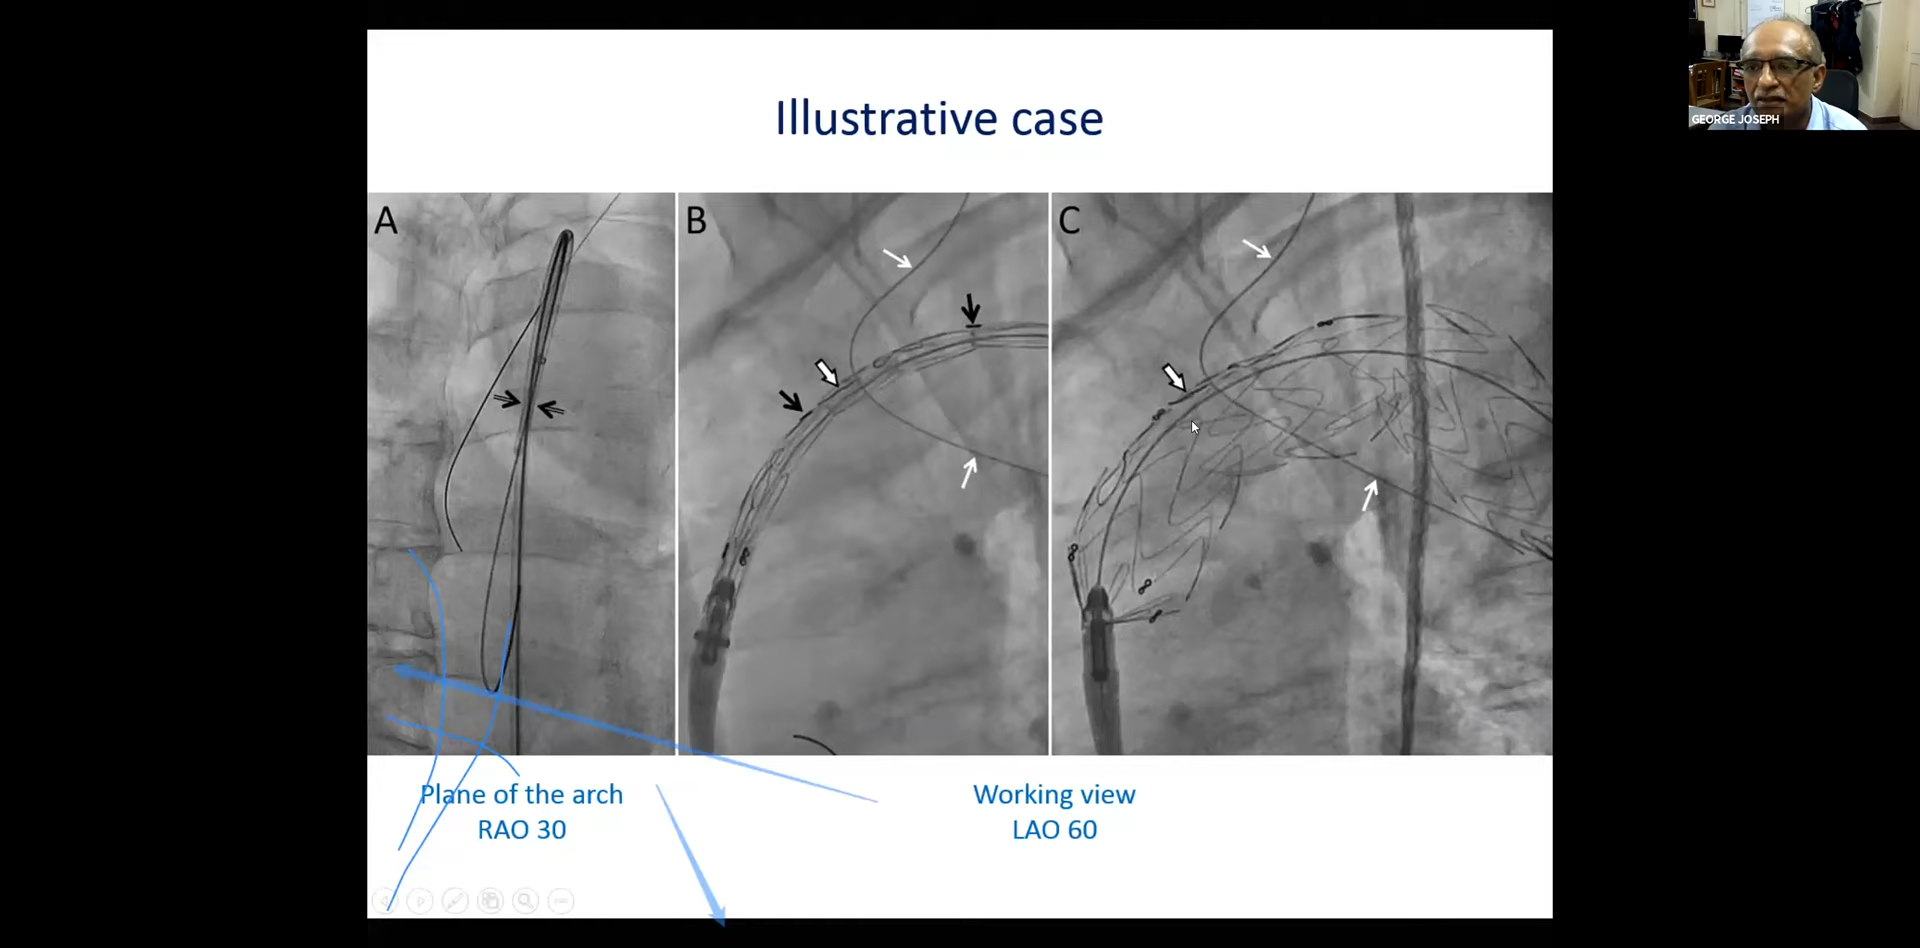 Illustrative case
A
B
C
Plane of the arch
RAO 30
Working view
LAO 60
GEORGE JOSEPH